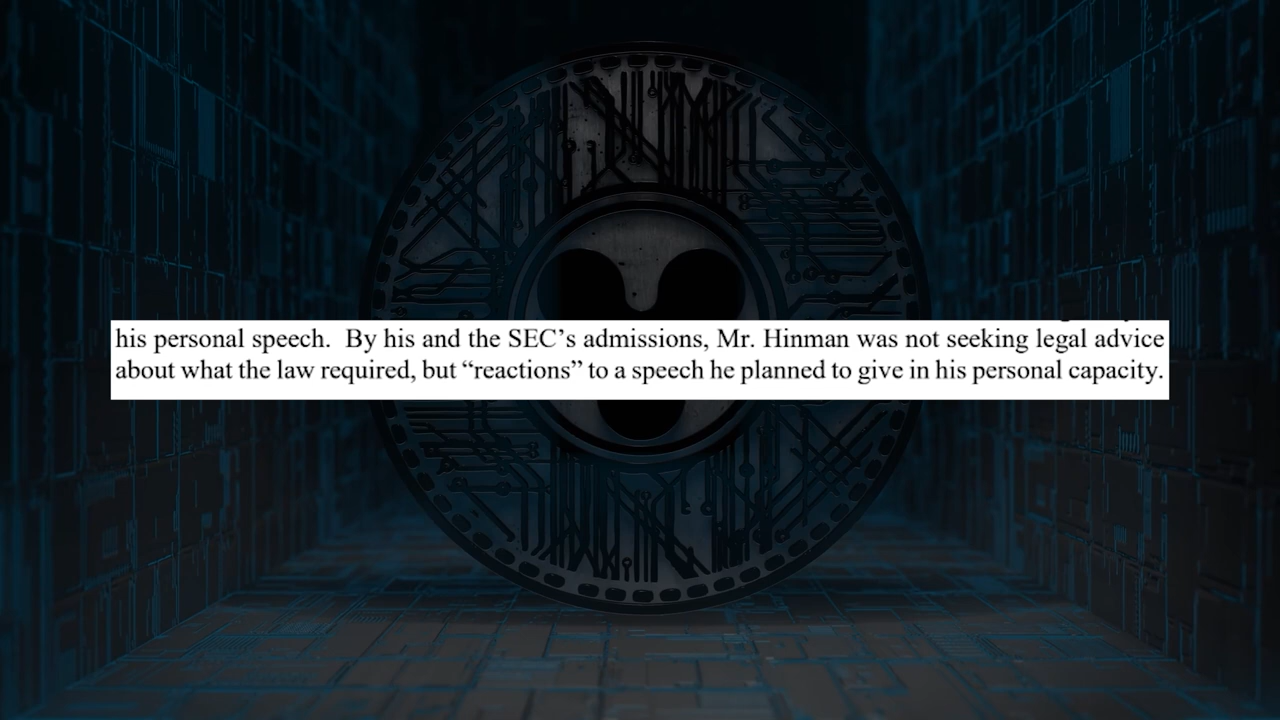 his personal speech.  By his and the SEC’s admissions, Mr. Hinman was not seeking legal advice
about what the law required, but “reactions” to a speech he planned to give in his personal capacity.